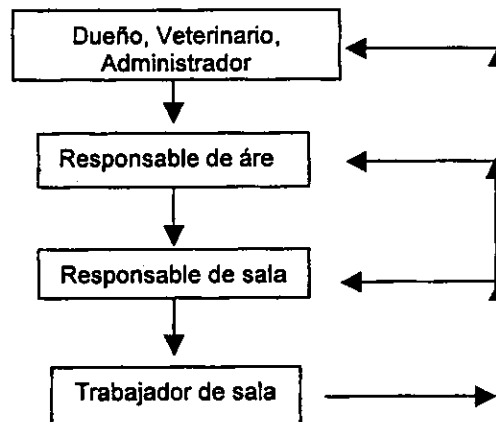 Dueño, Veterinario,
Administrador
Responsable de áre
Responsable de sala
Trabajador de sala